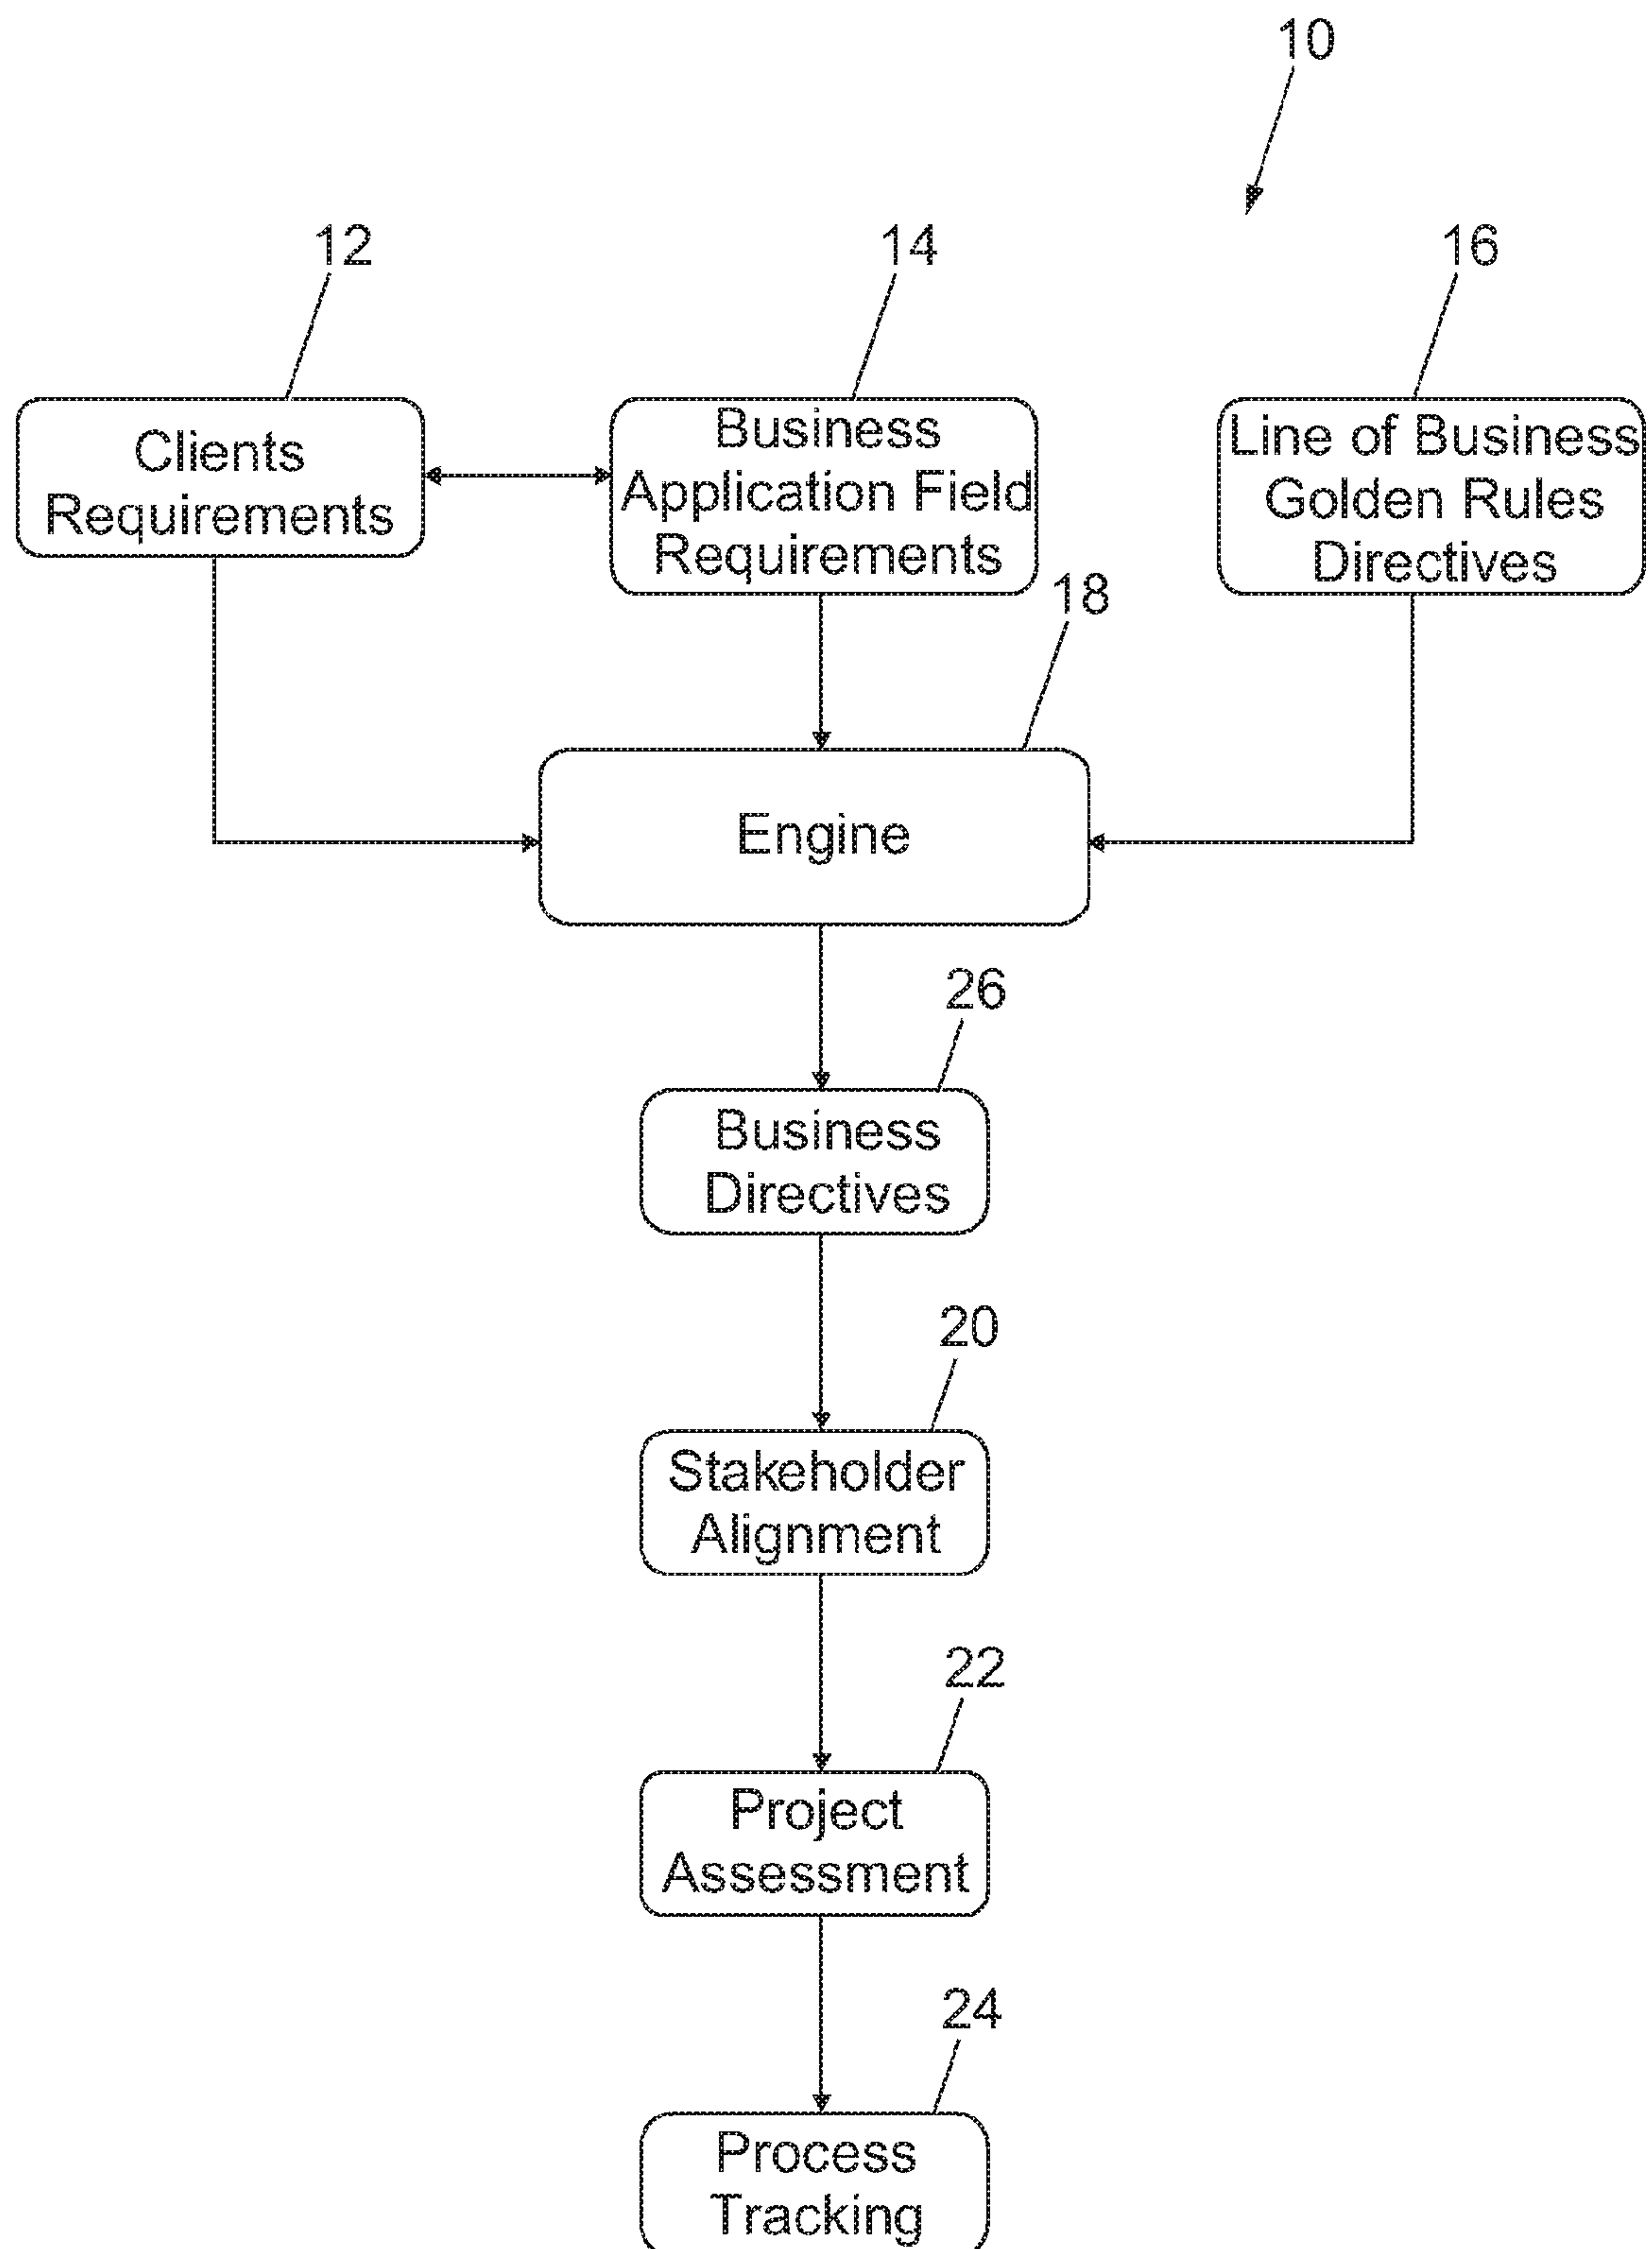 10
12
14
16
Clients
Requirements
Business
Application Field
Requirements
Line of Business
Golden Rules
Directives
18
Engine
26
Business
Directives
20
Stakeholder
Alignment
22
Project
Assessment
24
Process
Tracking